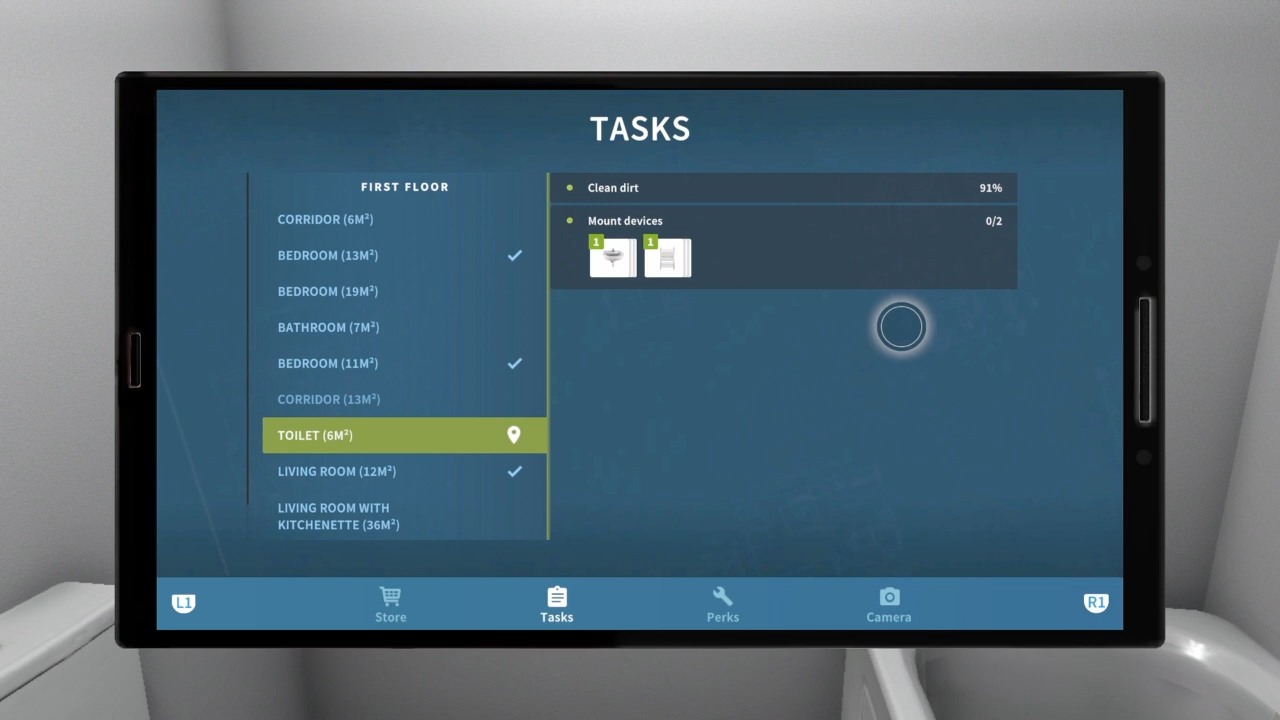 TASKS
FIRST FLOOR
CORRIDOR (6M²)
BEDROOM (13M²)
BEDROOM (19M²)
BATHROOM (7M²)
BEDROOM (11M²)
CORRIDOR (13M²)
TOILET (6M²)
LIVING ROOM (12M²)
LIVING ROOM WITH
KITCHENETTE (36M²)
Clean dirt 91%
Mount devices 0/2
1 1
L1 Store Tasks Perks Camera R1